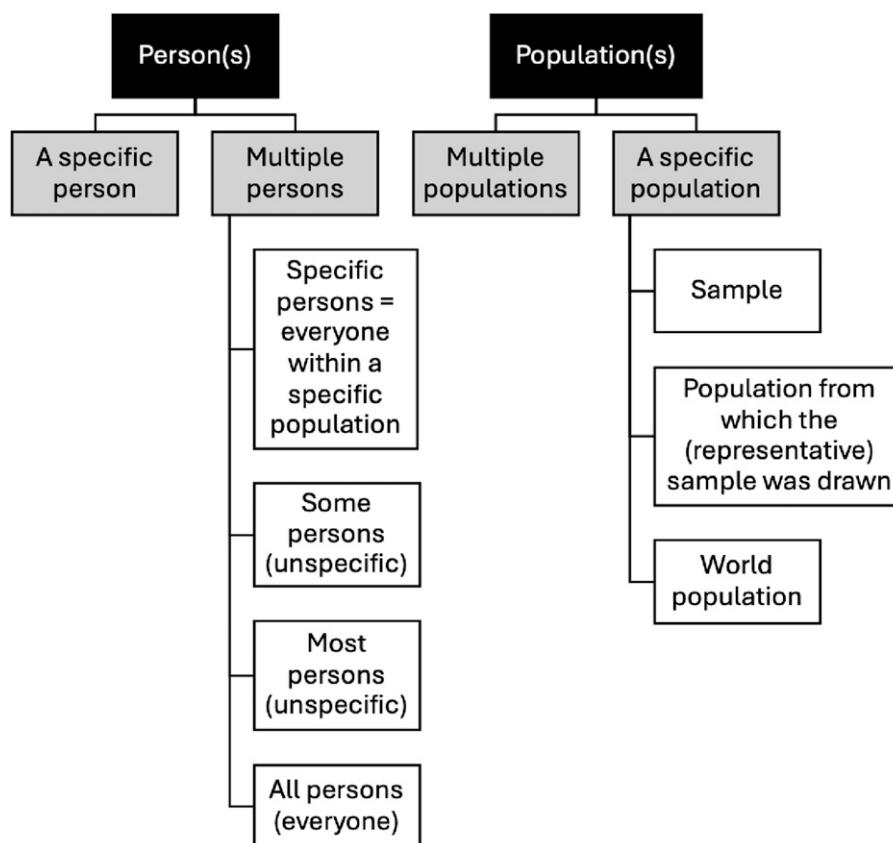 Person(s)
A specific
person
Multiple
persons
Specific
persons =
everyone
within a
specific
population
Some
persons
(unspecific)
Most
persons
(unspecific)
All persons
(everyone)
Population(s)
Multiple
populations
A specific
population
Sample
Population from
which the
(representative)
sample was drawn
World
population